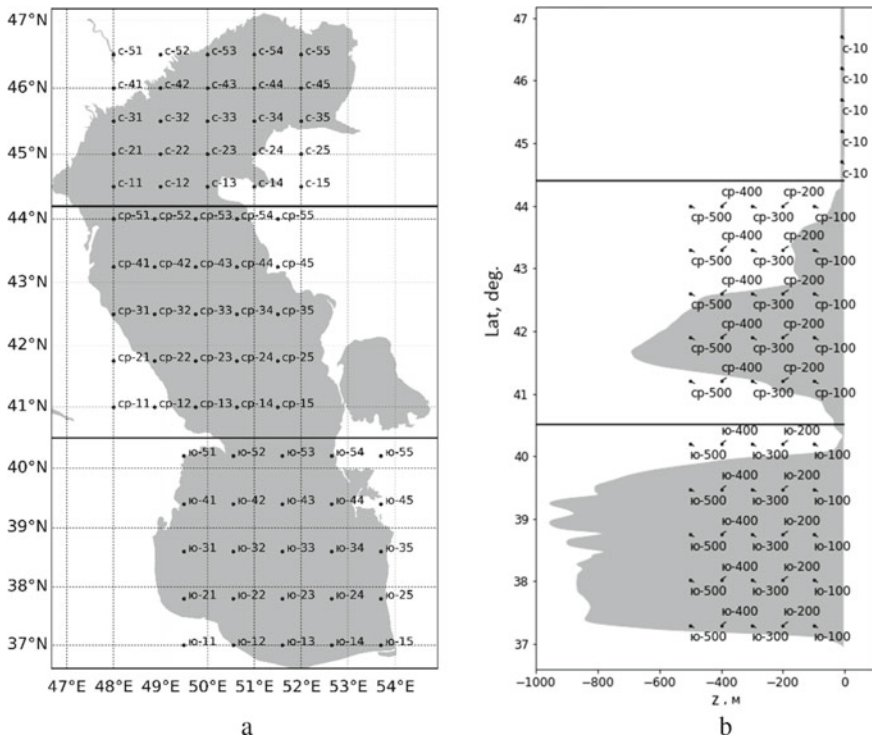 47°N
с-51 с-52 с-53 с-54 с-55
46°N
с-41 с-42 с-43 с-44 с-45
с-31 с-32 с-33 с-34 с-35
45°N
с-21 с-22 с-23 с-24 с-25
с-11 с-12 с-13 с-14 с-15
44°N
ср-51 ср-52 ср-53 ср-54 ср-55
43°N
ср-41 ср-42 ср-43 ср-44 ср-45
ср-31 ср-32 ср-33 ср-34 ср-35
42°N
ср-21 ср-22 ср-23 ср-24 ср-25
41°N
ср-11 ср-12 ср-13 ср-14 ср-15
40°N
ю-51 ю-52 ю-53 ю-54 ю-55
ю-41 ю-42 ю-43 ю-44 ю-45
39°N
ю-31 ю-32 ю-33 ю-34 ю-35
38°N
ю-21 ю-22 ю-23 ю-24 ю-25
37°N
ю-11 ю-12 ю-13 ю-14 ю-15
47°E 48°E 49°E 50°E 51°E 52°E 53°E 54°E
a
Lat, deg.
47
с-10
46
с-10
с-10
45
с-10
с-10
44
ср-400 ср-200
ср-500 ср-300 ср-100
ср-400 ср-200
43
ср-500 ср-300 ср-100
ср-400 ср-200
ср-500 ср-300 ср-100
42
ср-400 ср-200
ср-500 ср-300 ср-100
ср-400 ср-200
41
ср-500 ср-300 ср-100
ю-400 ю-200
40
ю-500 ю-300 ю-100
ю-400 ю-200
ю-500 ю-300 ю-100
39
ю-400 ю-200
ю-500 ю-300 ю-100
38
ю-400 ю-200
ю-500 ю-300 ю-100
ю-400 ю-200
37
ю-500 ю-300 ю-100
−1000 −800 −600 −400 −200 0
Z , м
b